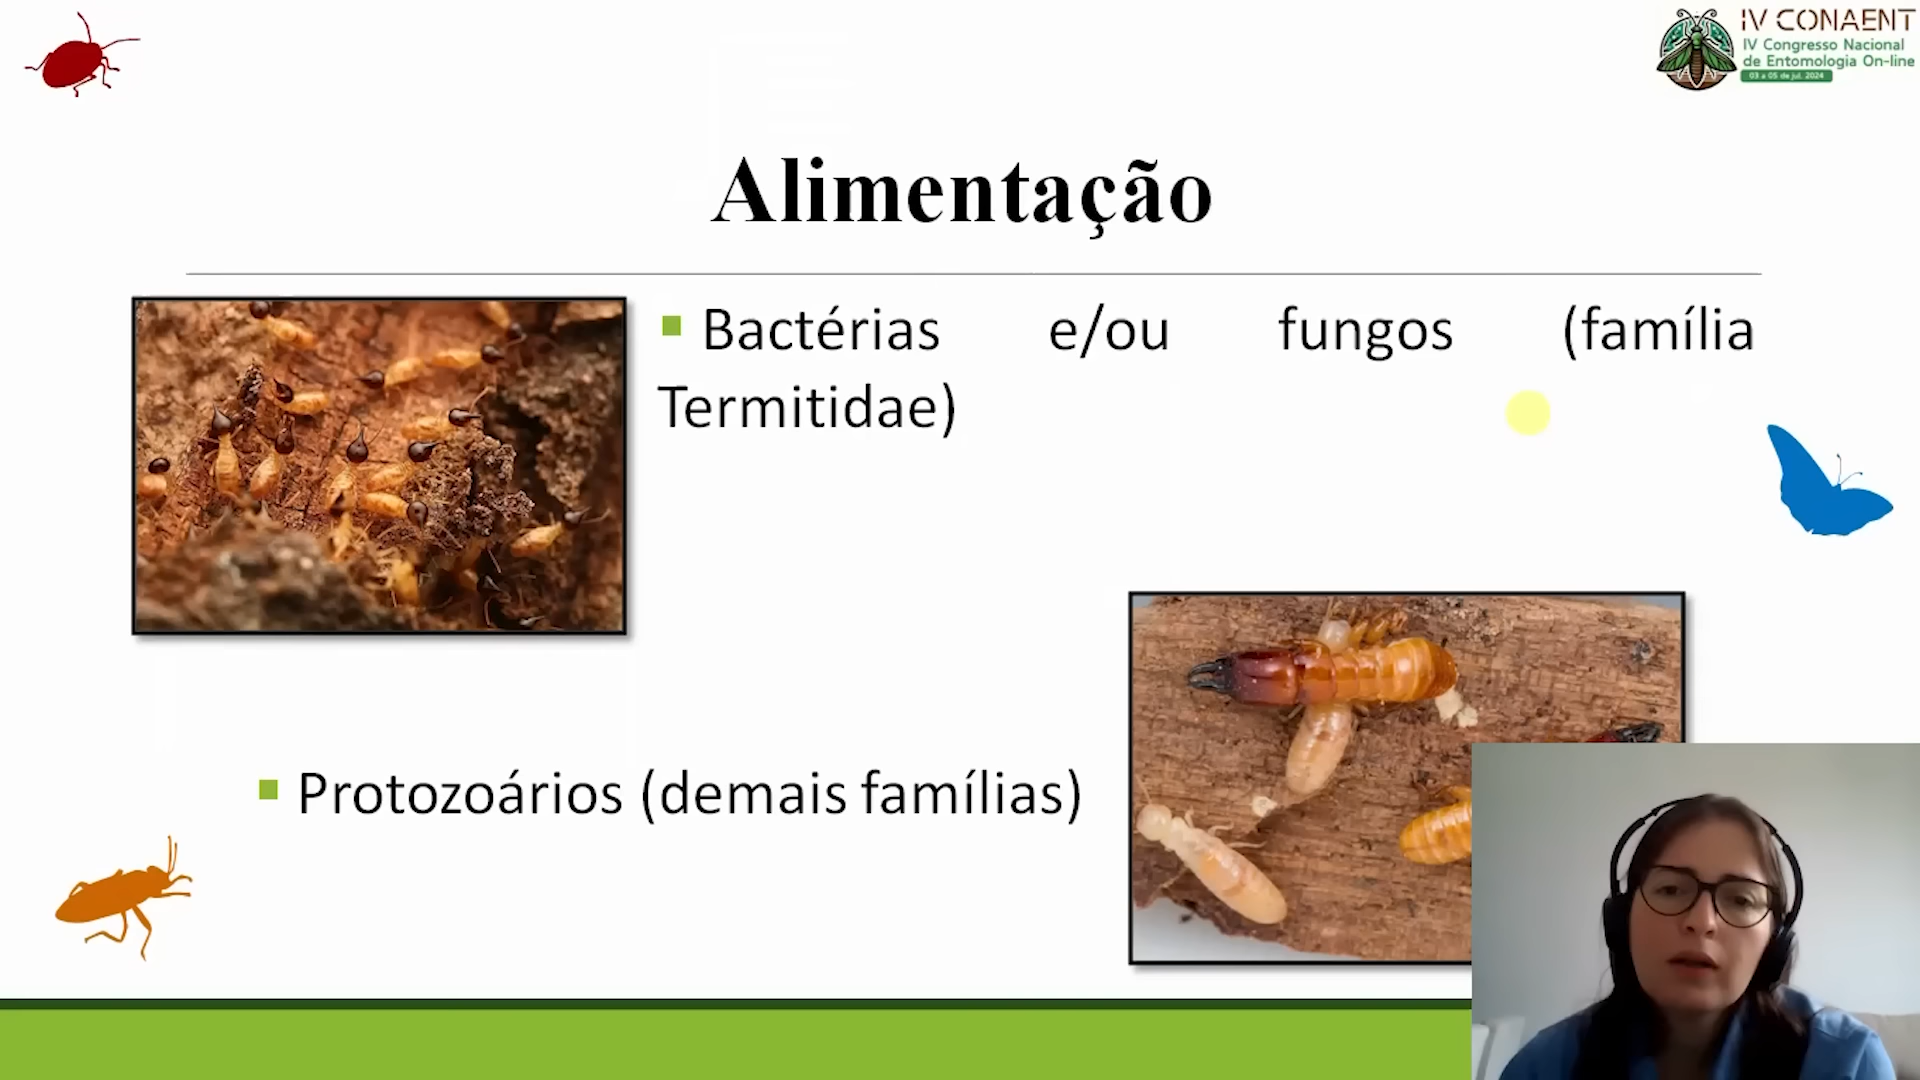 IV CONAENT
IV Congresso Nacional
de Entomologia On-line
03 a 05 de jul. 2024
Alimentação
Bactérias e/ou fungos (família
Termitidae)
Protozoários (demais famílias)